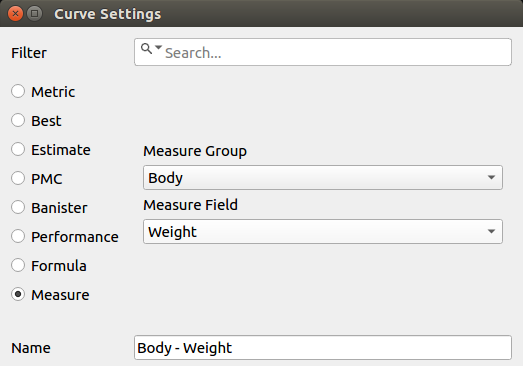 Curve Settings
Filter
Search...
Metric
Best
Estimate
Measure Group
PMC
Body
Banister
Measure Field
Performance
Weight
Formula
Measure
Name
Body - Weight